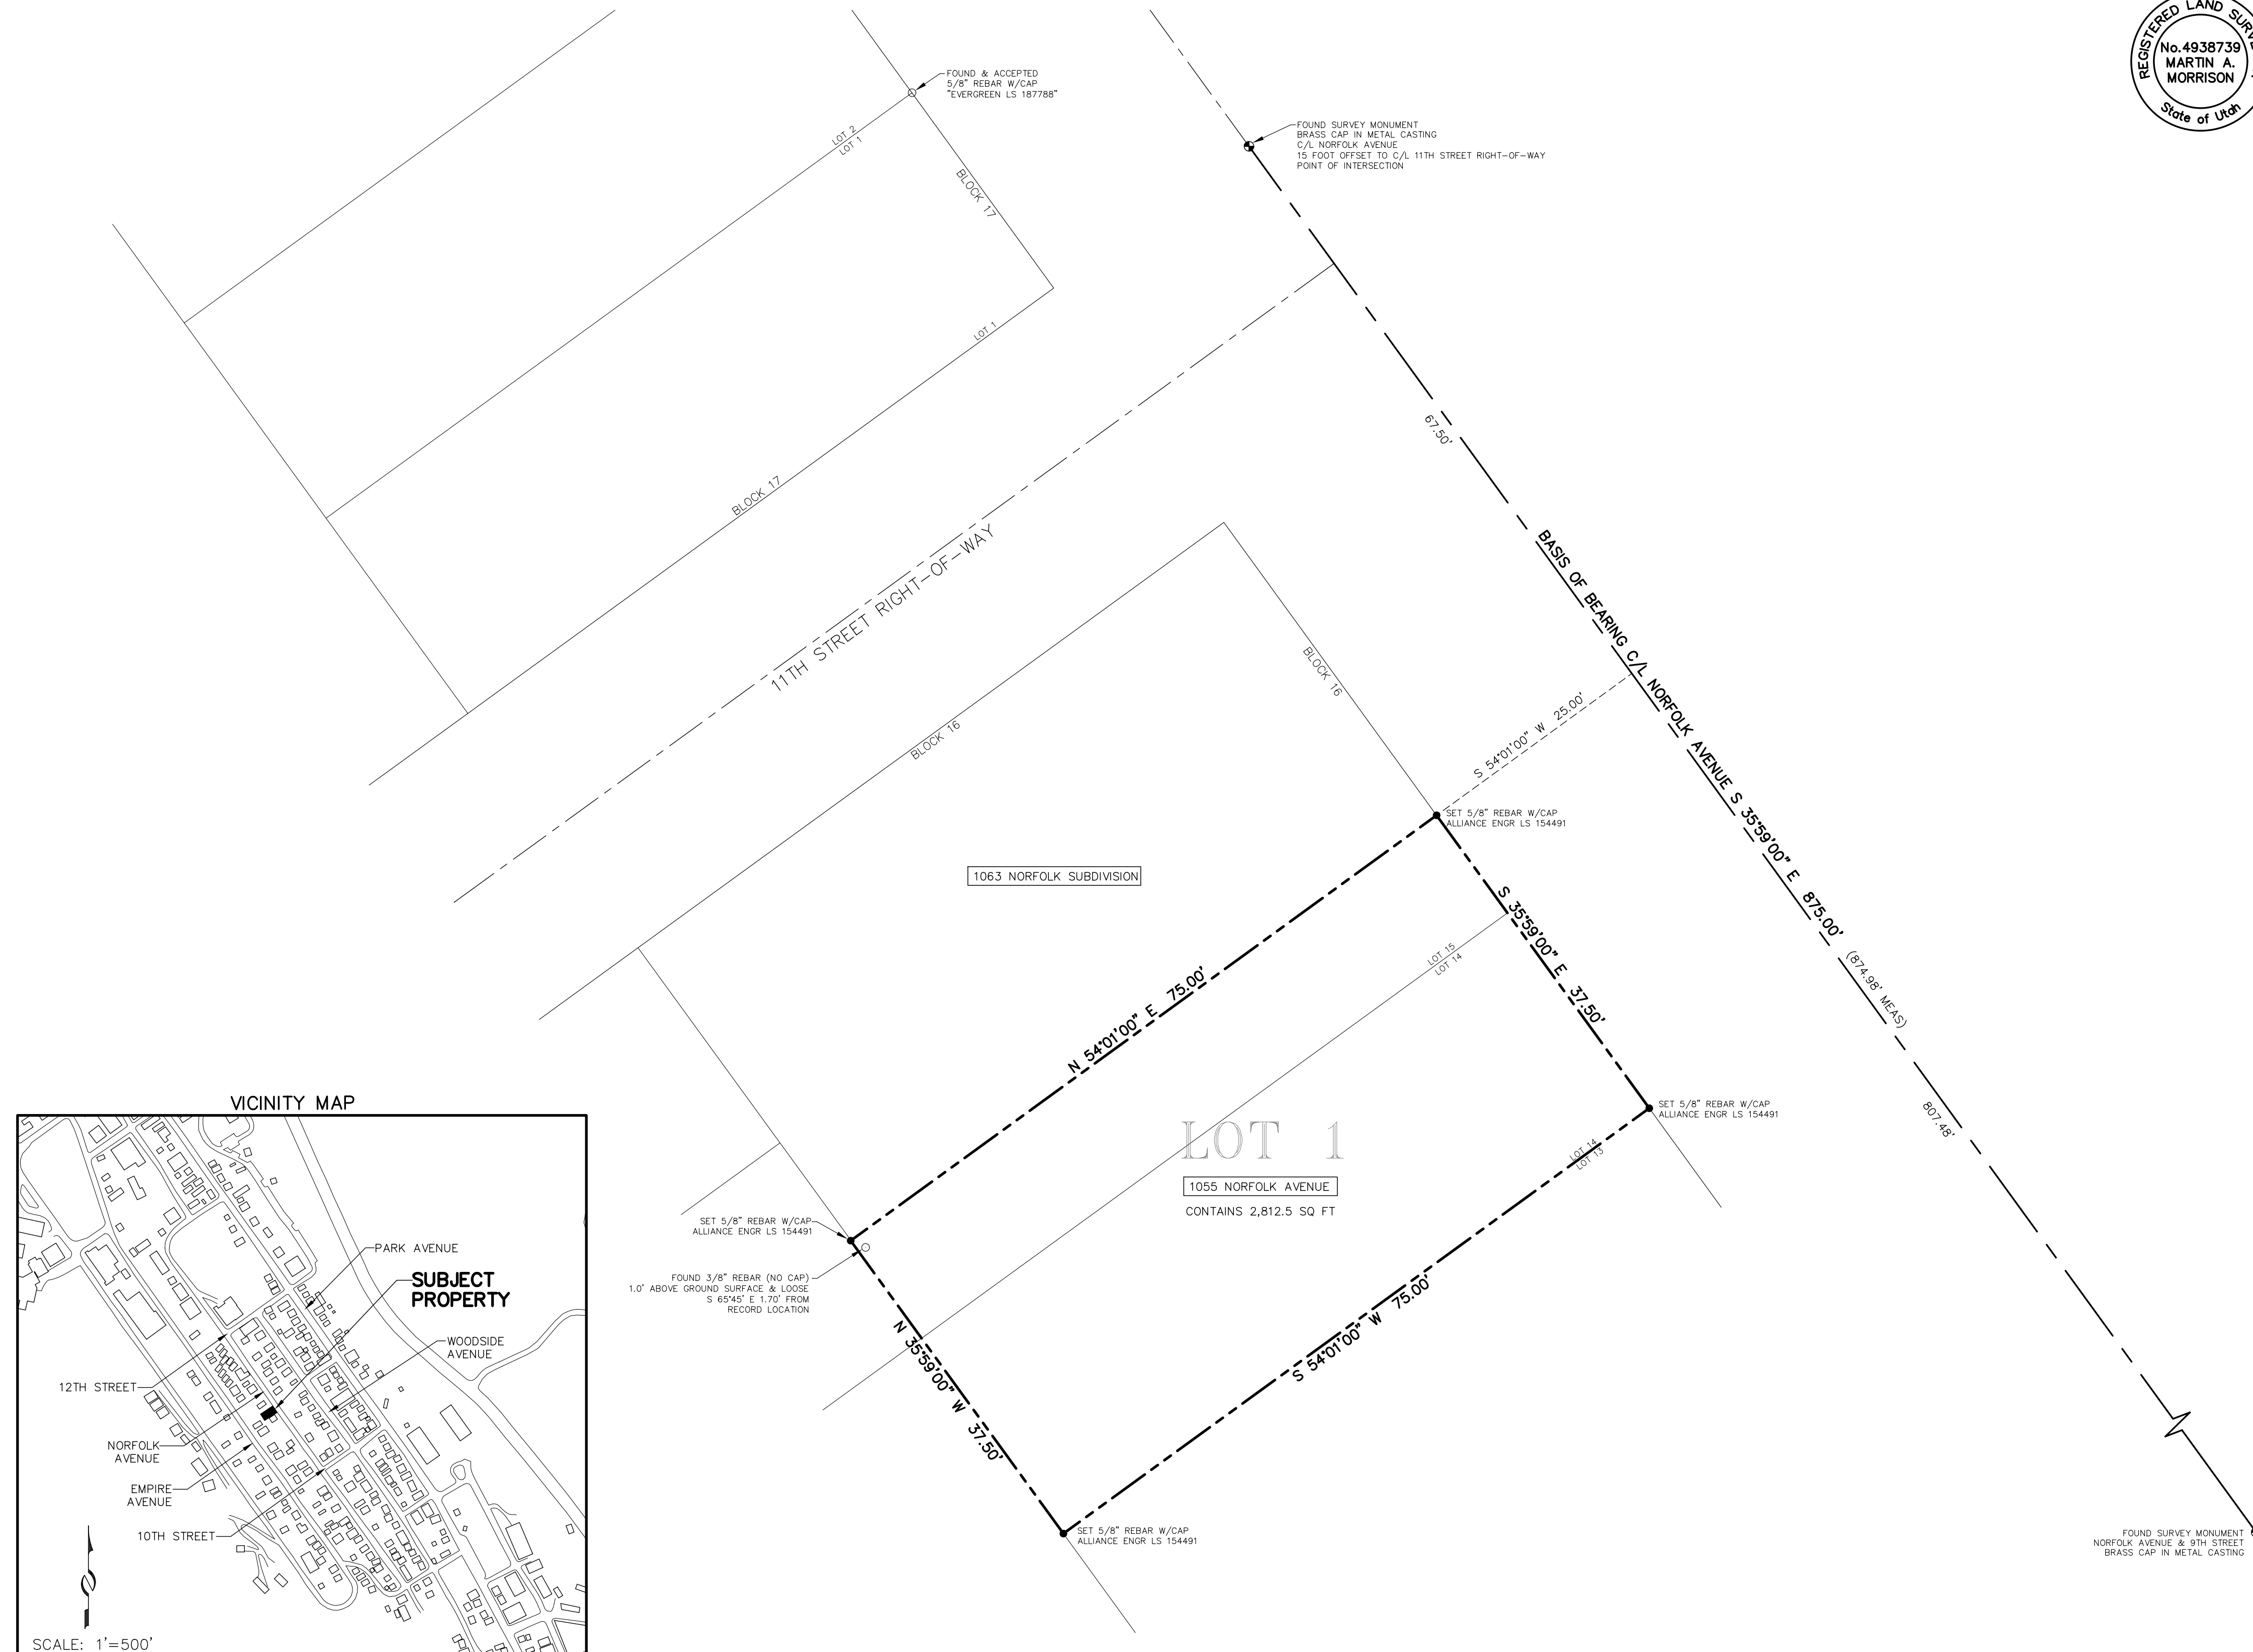 REGISTERED LAND
No.4938739
MARTIN A.
MORRISON
State of Utah
FOUND & ACCEPTED
5/8" REBAR W/CAP
"EVERGREEN LS 187788"
LOT 2
LOT 1
BLOCK 17
FOUND SURVEY MONUMENT
BRASS CAP IN METAL CASTING
C/L NORFOLK AVENUE
15 FOOT OFFSET TO C/L 11TH STREET RIGHT-OF-WAY
POINT OF INTERSECTION
LOT 1
BLOCK 17
67.50'
11TH STREET RIGHT-OF-WAY
BASIS OF BEARING C/L NORFOLK AVENUE S 35°59'00" E 875.00'
(874.98' MEAS)
807.48'
BLOCK 16
BLOCK 16
S 54°01'00" W 25.00'
SET 5/8" REBAR W/CAP
ALLIANCE ENGR LS 154491
1063 NORFOLK SUBDIVISION
S 35°59'00" E 37.50'
LOT 15
LOT 14
N 54°01'00" E 75.00'
SET 5/8" REBAR W/CAP
ALLIANCE ENGR LS 154491
LOT 1
1055 NORFOLK AVENUE
CONTAINS 2,812.5 SQ FT
LOT 14
LOT 13
SET 5/8" REBAR W/CAP
ALLIANCE ENGR LS 154491
FOUND 3/8" REBAR (NO CAP)
1.0' ABOVE GROUND SURFACE & LOOSE
S 65°45' E 1.70' FROM
RECORD LOCATION
N 35°59'00" W 37.50'
S 54°01'00" W 75.00'
SET 5/8" REBAR W/CAP
ALLIANCE ENGR LS 154491
FOUND SURVEY MONUMENT
NORFOLK AVENUE & 9TH STREET
BRASS CAP IN METAL CASTING
VICINITY MAP
PARK AVENUE
SUBJECT
PROPERTY
WOODSIDE
AVENUE
12TH STREET
NORFOLK
AVENUE
EMPIRE
AVENUE
10TH STREET
SCALE: 1'=500'